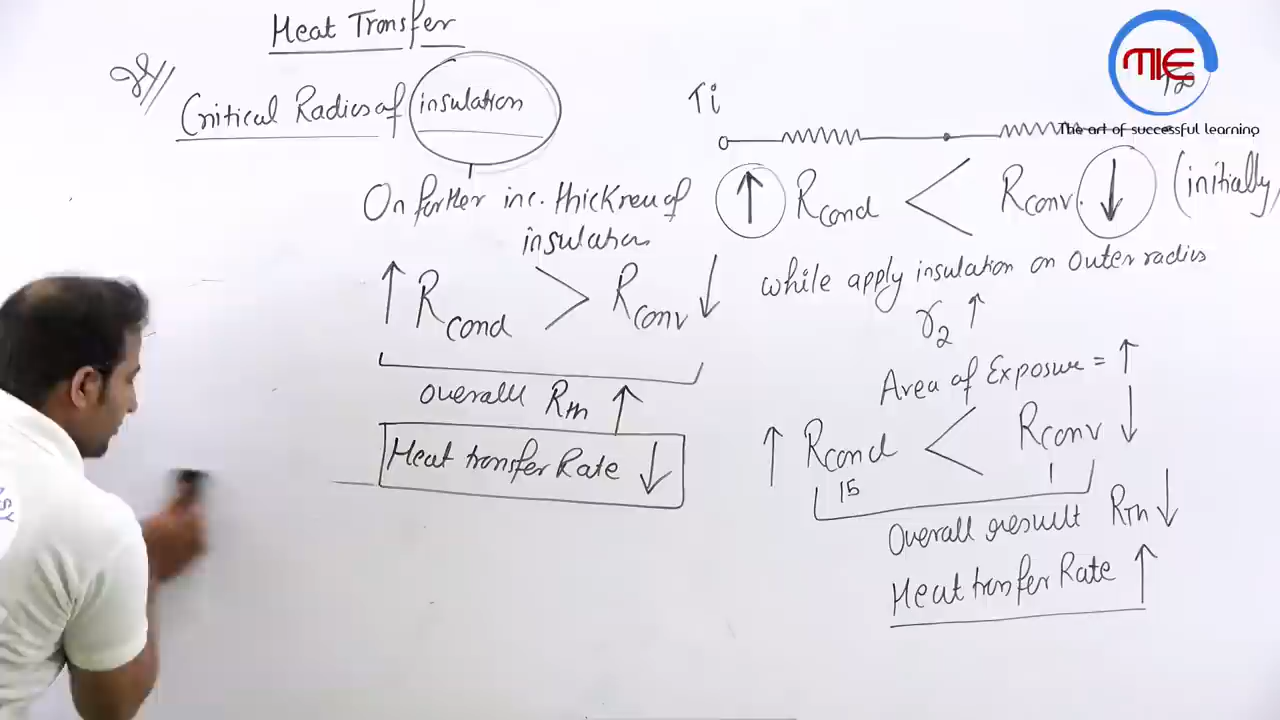 Heat Transfer
Critical Radius of insulation
On further inc. thickness of
insulation
↑ Rcond > Rconv ↓
overall Rth ↑
Heat transfer Rate ↓
Ti
T∞
↑ Rcond < Rconv. ↓ (initially)
while apply insulation on outer radius
r2 ↑
Area of Exposure = ↑
↑ Rcond < Rconv ↓
15 1
Overall result Rth ↓
Heat transfer Rate ↑
MIE
The art of successful learning
SY